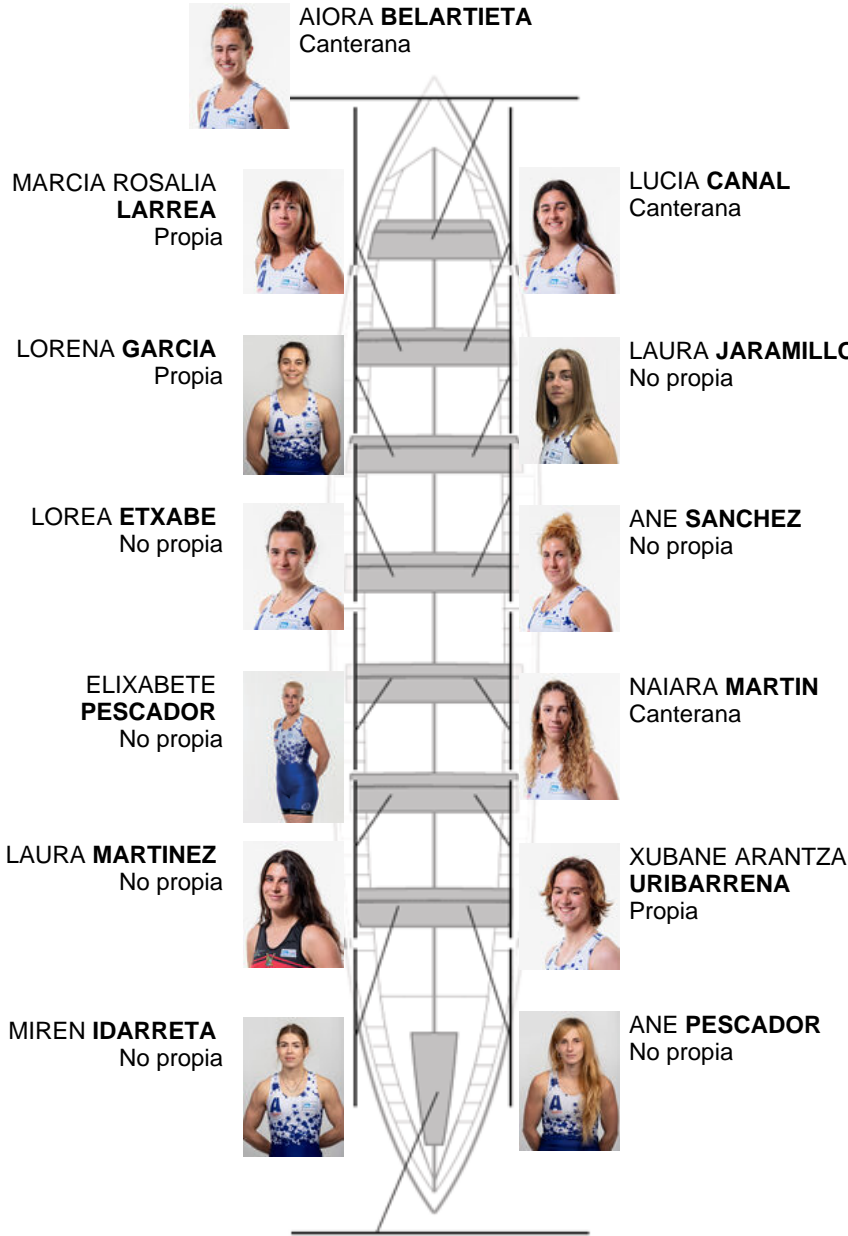 AIORA BELARTIETA
Canterana
MARCIA ROSALIA
LARREA
Propia
LUCIA CANAL
Canterana
LORENA GARCIA
Propia
LAURA JARAMILLO
No propia
LOREA ETXABE
No propia
ANE SANCHEZ
No propia
ELIXABETE
PESCADOR
No propia
NAIARA MARTIN
Canterana
LAURA MARTINEZ
No propia
XUBANE ARANTZA
URIBARRENA
Propia
MIREN IDARRETA
No propia
ANE PESCADOR
No propia